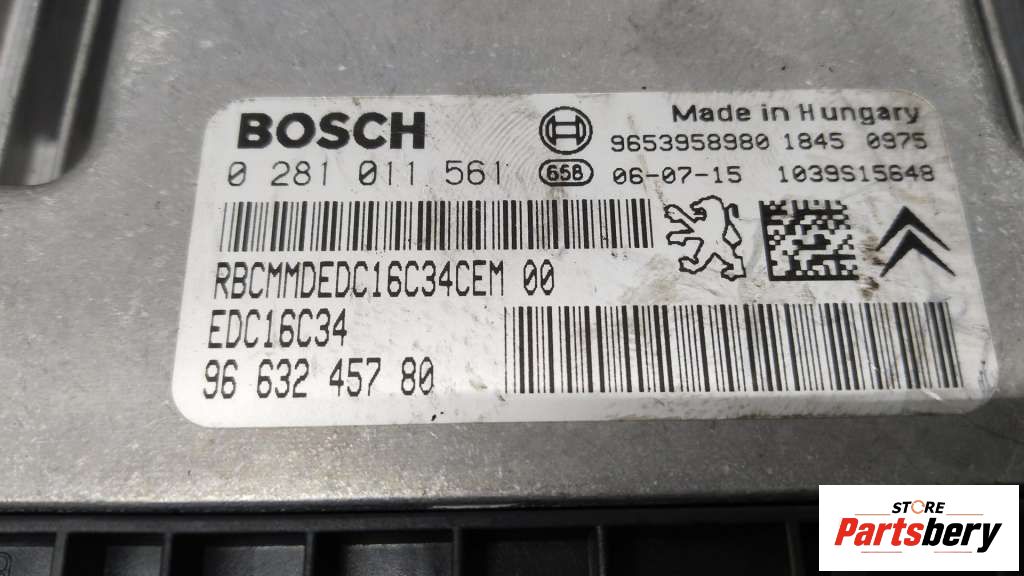 BOSCH
Made in Hungary
9653958980 1845 0975
0 281 011 561 658 06-07-15 1039S15648
RBCMMDEDC16C34CEM 00
EDC16C34
96 632 457 80
STORE
Partsbery